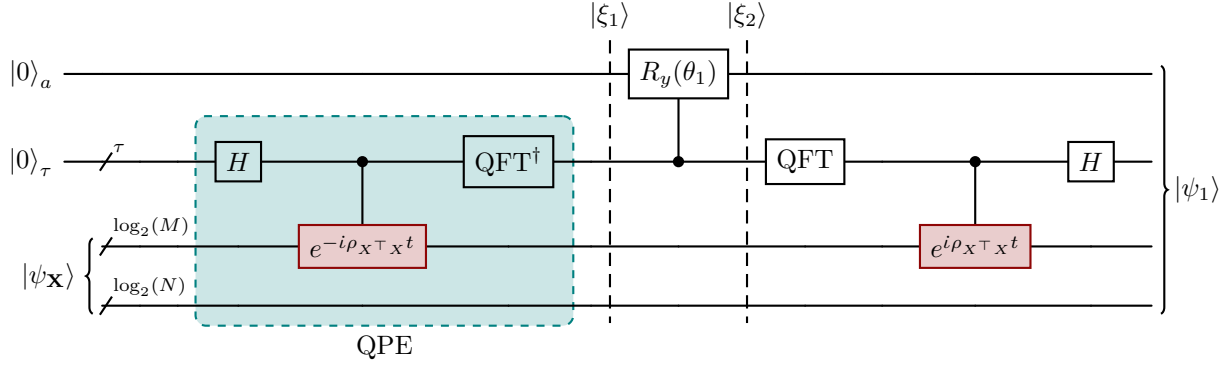 |ξ₁⟩ |ξ₂⟩
|0⟩ₐ R_y(θ₁)
|0⟩_τ τ H QFT† QFT H
|ψ₁⟩
log₂(M) e^{−iρ_{X^⊤X}t} e^{iρ_{X^⊤X}t}
|ψ_𝐗⟩
log₂(N)
QPE